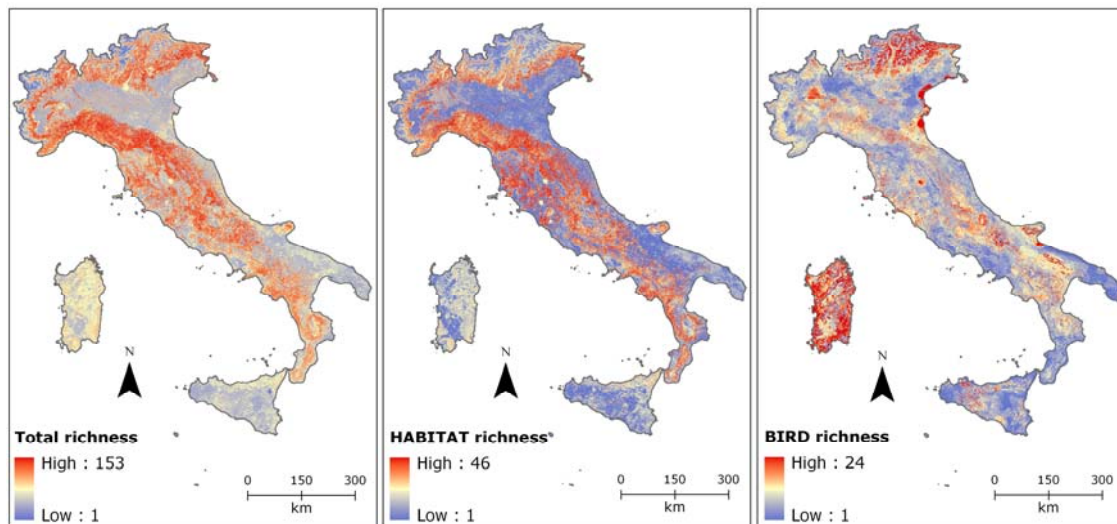 N
Total richness
High : 153
Low : 1
0 150 300
km
N
HABITAT richness
High : 46
Low : 1
0 150 300
km
N
BIRD richness
High : 24
Low : 1
0 150 300
km